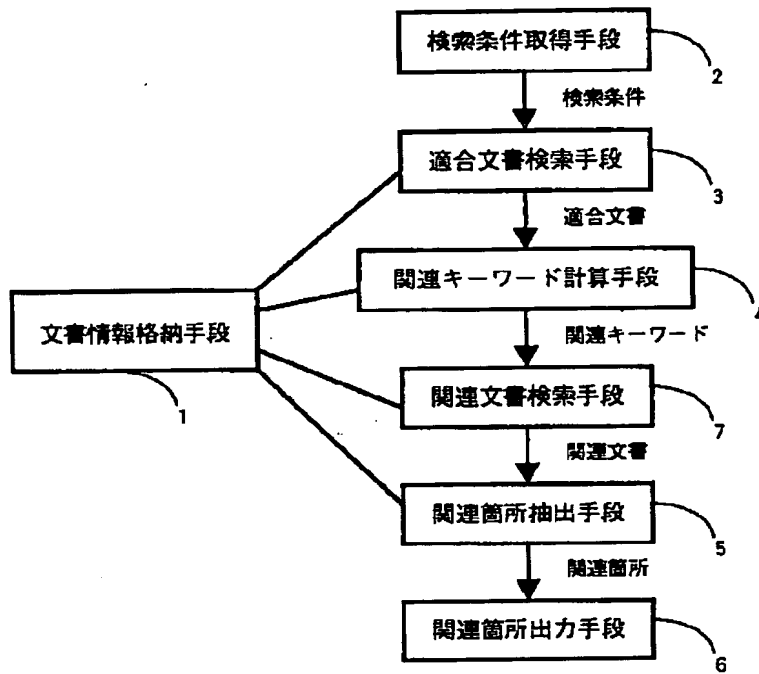 検索条件取得手段
2
検索条件
適合文書検索手段
3
適合文書
関連キーワード計算手段
4
関連キーワード
文書情報格納手段
1
関連文書検索手段
7
関連文書
関連箇所抽出手段
5
関連箇所
関連箇所出力手段
6